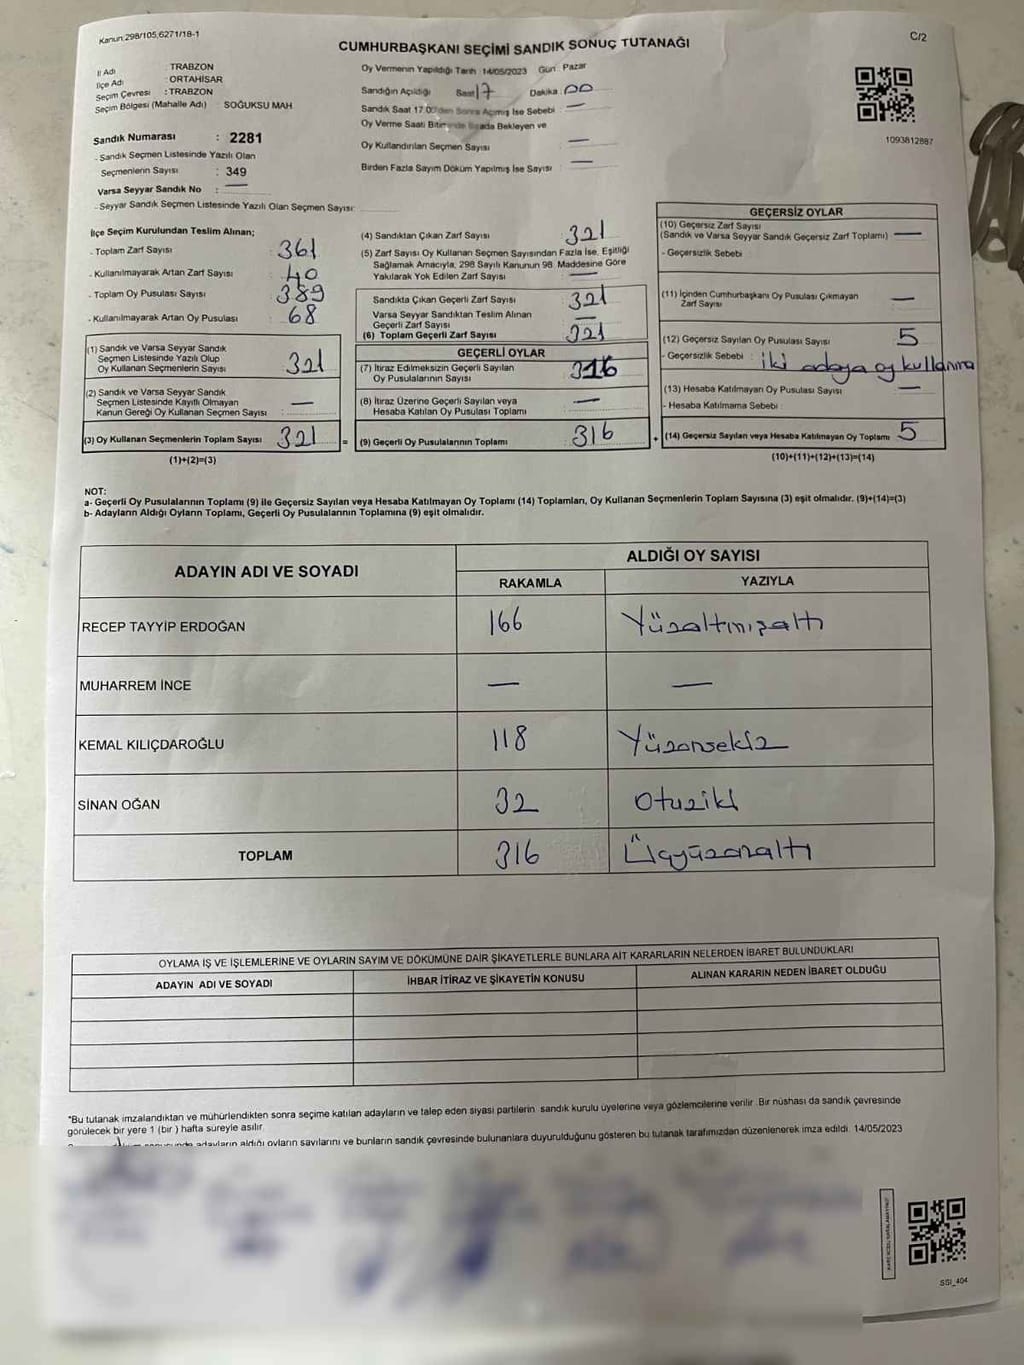 Kanun:298/105,6271/18-1
C/2
CUMHURBAŞKANI SEÇİMİ SANDIK SONUÇ TUTANAĞI
İl Adı : TRABZON
İlçe Adı : ORTAHİSAR
Seçim Çevresi : TRABZON
Seçim Bölgesi (Mahalle Adı) : SOĞUKSU MAH.
Sandık Numarası : 2281
- Sandık Seçmen Listesinde Yazılı Olan
Seçmenlerin Sayısı : 349
Varsa Seyyar Sandık No : —
- Seyyar Sandık Seçmen Listesinde Yazılı Olan Seçmen Sayısı:
Oy Vermenin Yapıldığı Tarih :14/05/2023 Gün: Pazar
Sandığın Açıldığı Saat 17 Dakika: 00
Sandık Saat 17.00'den Sonra Açmış İse Sebebi : —
Oy Verme Saati Bitiminde Sırada Bekleyen ve
Oy Kullandırılan Seçmen Sayısı : —
Birden Fazla Sayım Döküm Yapılmış İse Sayısı : —
1093812887
İlçe Seçim Kurulundan Teslim Alınan;
- Toplam Zarf Sayısı : 361
- Kullanılmayarak Artan Zarf Sayısı : 40
- Toplam Oy Pusulası Sayısı : 389
- Kullanılmayarak Artan Oy Pusulası : 68
(1) Sandık ve Varsa Seyyar Sandık
Seçmen Listesinde Yazılı Olup
Oy Kullanan Seçmenlerin Sayısı : 321
(2) Sandık ve Varsa Seyyar Sandık
Seçmen Listesinde Kayıtlı Olmayan
Kanun Gereği Oy Kullanan Seçmen Sayısı : —
(3) Oy Kullanan Seçmenlerin Toplam Sayısı : 321 =
(1)+(2)=(3)
(4) Sandıktan Çıkan Zarf Sayısı : 321
(5) Zarf Sayısı Oy Kullanan Seçmen Sayısından Fazla İse, Eşitliği
Sağlamak Amacıyla, 298 Sayılı Kanunun 98. Maddesine Göre
Yakılarak Yok Edilen Zarf Sayısı : —
Sandıkta Çıkan Geçerli Zarf Sayısı : 321
Varsa Seyyar Sandıktan Teslim Alınan
Geçerli Zarf Sayısı : —
(6) Toplam Geçerli Zarf Sayısı : 321
GEÇERLİ OYLAR
(7) İtiraz Edilmeksizin Geçerli Sayılan
Oy Pusulalarının Sayısı : 316
(8) İtiraz Üzerine Geçerli Sayılan veya
Hesaba Katılan Oy Pusulası Toplamı : —
(9) Geçerli Oy Pusulalarının Toplamı : 316 +
GEÇERSİZ OYLAR
(10) Geçersiz Zarf Sayısı
(Sandık ve Varsa Seyyar Sandık Geçersiz Zarf Toplamı) : —
- Geçersizlik Sebebi :
(11) İçinden Cumhurbaşkanı Oy Pusulası Çıkmayan
Zarf Sayısı : —
(12) Geçersiz Sayılan Oy Pusulası Sayısı : 5
- Geçersizlik Sebebi : iki adaya oy kullanma
(13) Hesaba Katılmayan Oy Pusulası Sayısı : —
- Hesaba Katılmama Sebebi :
(14) Geçersiz Sayılan veya Hesaba Katılmayan Oy Toplamı : 5
(10)+(11)+(12)+(13)=(14)
NOT:
a- Geçerli Oy Pusulalarının Toplamı (9) ile Geçersiz Sayılan veya Hesaba Katılmayan Oy Toplamı (14) Toplamları, Oy Kullanan Seçmenlerin Toplam Sayısına (3) eşit olmalıdır. (9)+(14)=(3)
b- Adayların Aldığı Oyların Toplamı, Geçerli Oy Pusulalarının Toplamına (9) eşit olmalıdır.
ADAYIN ADI VE SOYADI
ALDIĞI OY SAYISI
RAKAMLA YAZIYLA
RECEP TAYYİP ERDOĞAN 166 Yüzaltmışaltı
MUHARREM İNCE — —
KEMAL KILIÇDAROĞLU 118 Yüzonsekiz
SİNAN OĞAN 32 Otuziki
TOPLAM 316 Üçyüzonaltı
OYLAMA İŞ VE İŞLEMLERİNE VE OYLARIN SAYIM VE DÖKÜMÜNE DAİR ŞİKAYETLERLE BUNLARA AİT KARARLARIN NELERDEN İBARET BULUNDUKLARI
ADAYIN ADI VE SOYADI İHBAR İTİRAZ VE ŞİKAYETİN KONUSU ALINAN KARARIN NEDEN İBARET OLDUĞU
*Bu tutanak imzalandıktan ve mühürlendikten sonra seçime katılan adayların ve talep eden siyasi partilerin sandık kurulu üyelerine veya gözlemcilerine verilir. Bir nüshası da sandık çevresinde
görülecek bir yere 1 (bir) hafta süreyle asılır.
sonucunda adayların aldığı oyların sayılarını ve bunların sandık çevresinde bulunanlara duyurulduğunu gösteren bu tutanak tarafımızdan düzenlenerek imza edildi. 14/05/2023
SSI_404